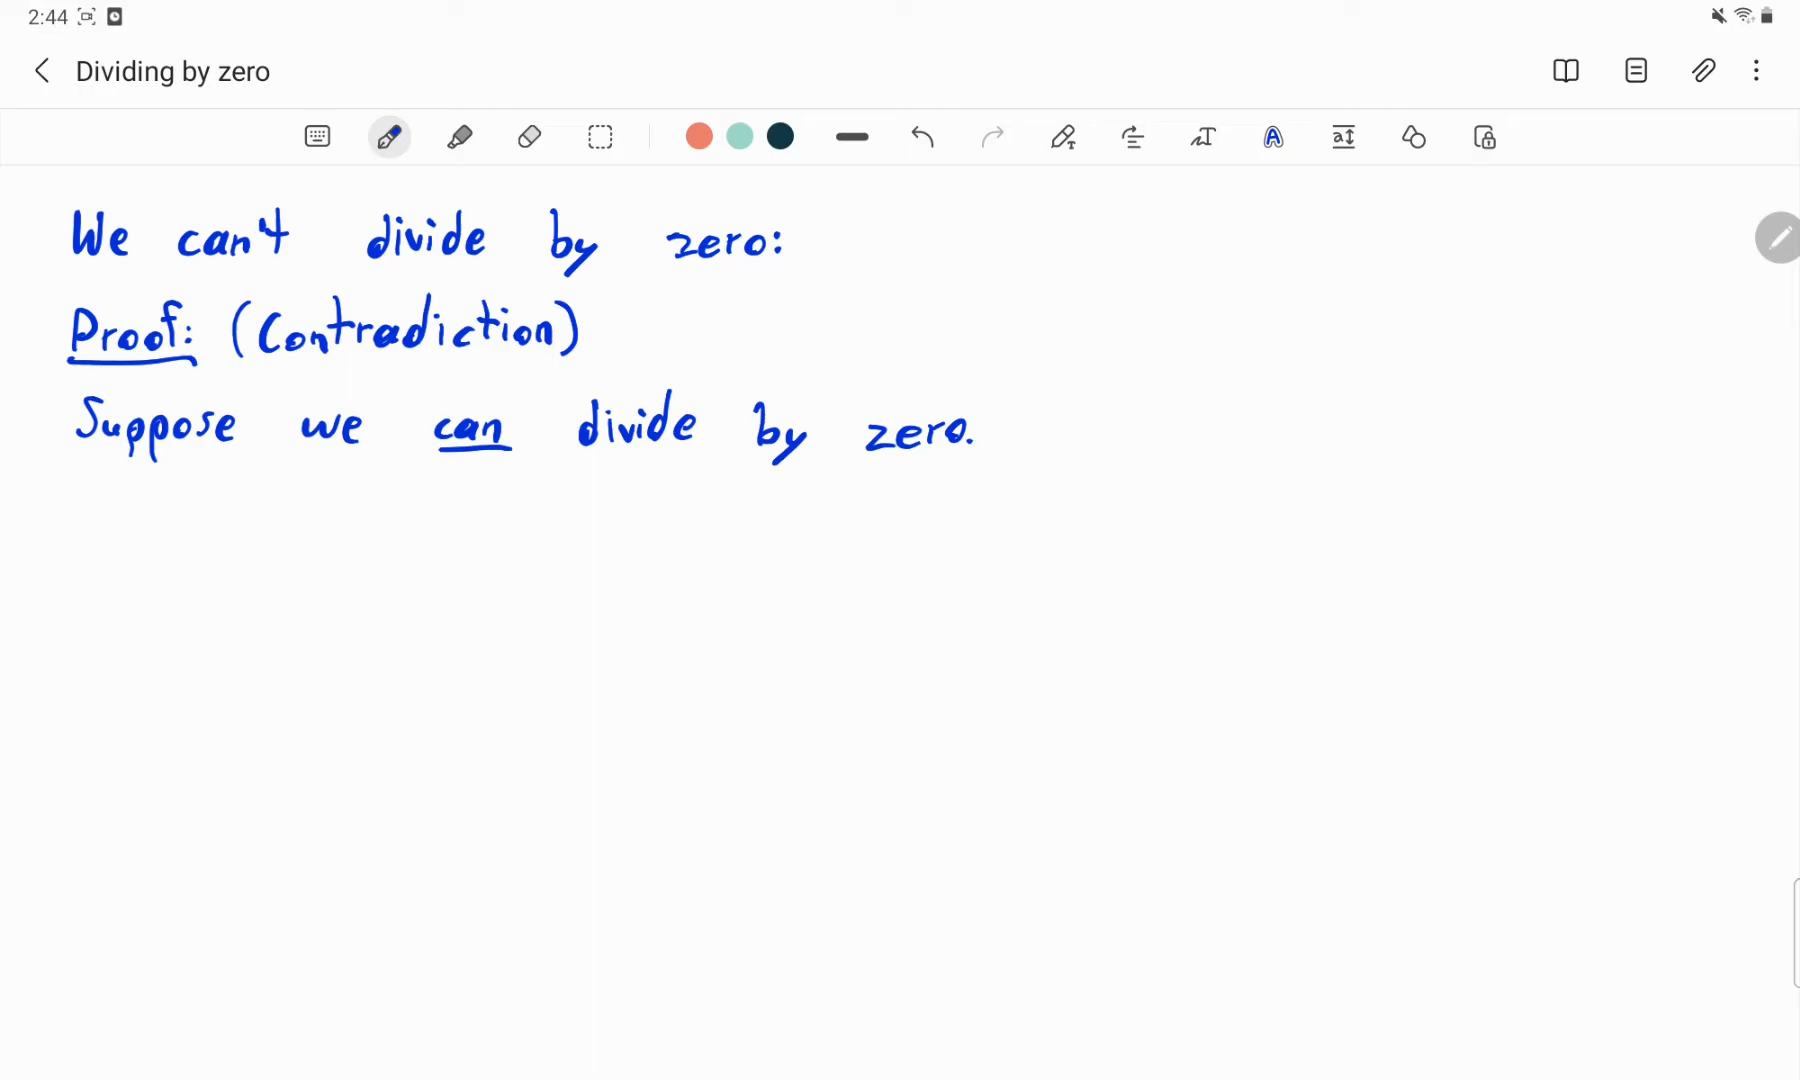 2:44
Dividing by zero
We can't divide by zero:
Proof: (Contradiction)
Suppose we can divide by zero.